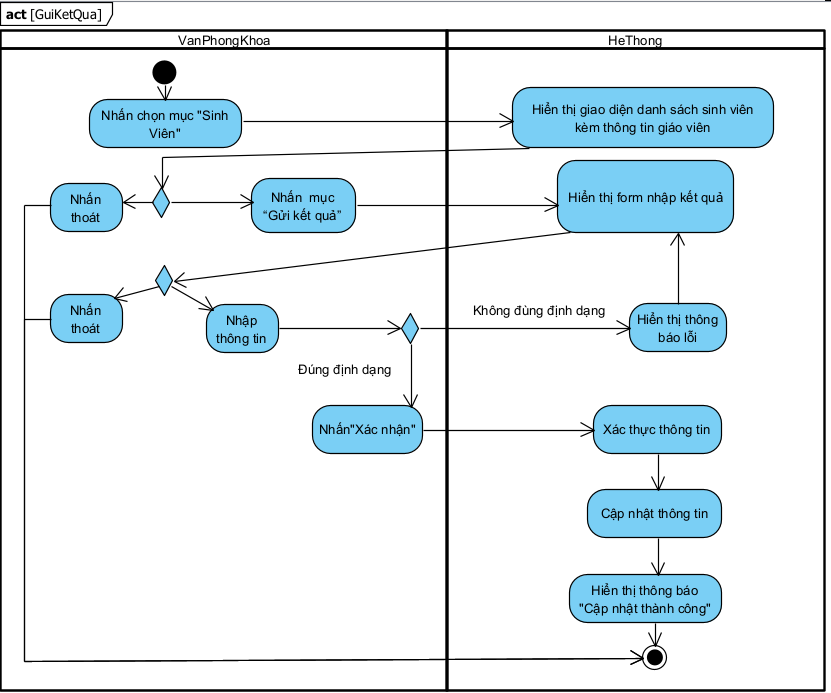 act [GuiKetQua]
VanPhongKhoa
HeThong
Nhấn chọn mục "Sinh
Viên"
Hiển thị giao diện danh sách sinh viên
kèm thông tin giáo viên
Nhấn
thoát
Nhấn mục
“Gửi kết quả”
Hiển thị form nhập kết quả
Nhấn
thoát
Nhập
thông tin
Không đùng định dạng
Hiển thị thông
báo lỗi
Đúng định dạng
Nhấn"Xác nhận"
Xác thực thông tin
Cập nhật thông tin
Hiển thị thông báo
"Cập nhật thành công"